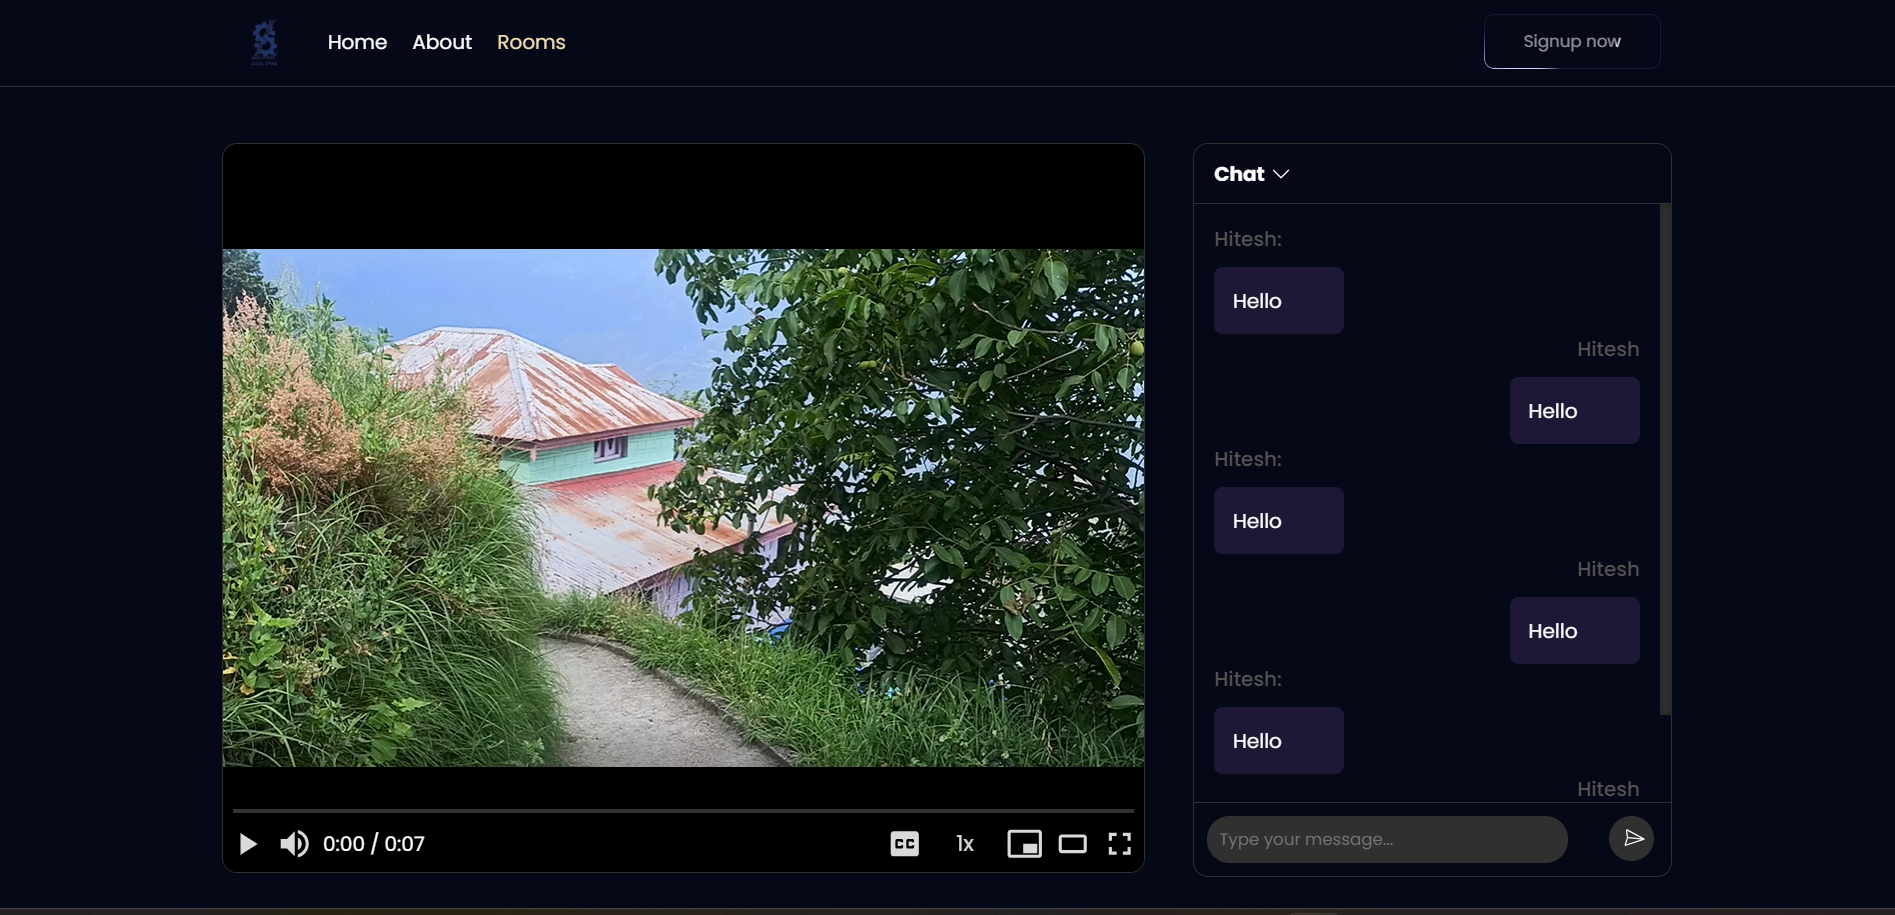 Home About Rooms
Signup now
Chat
Hitesh:
Hello
Hitesh
Hello
Hitesh:
Hello
Hitesh
Hello
Hitesh:
Hello
Hitesh
Type your message...
0:00 / 0:07
CC
1x